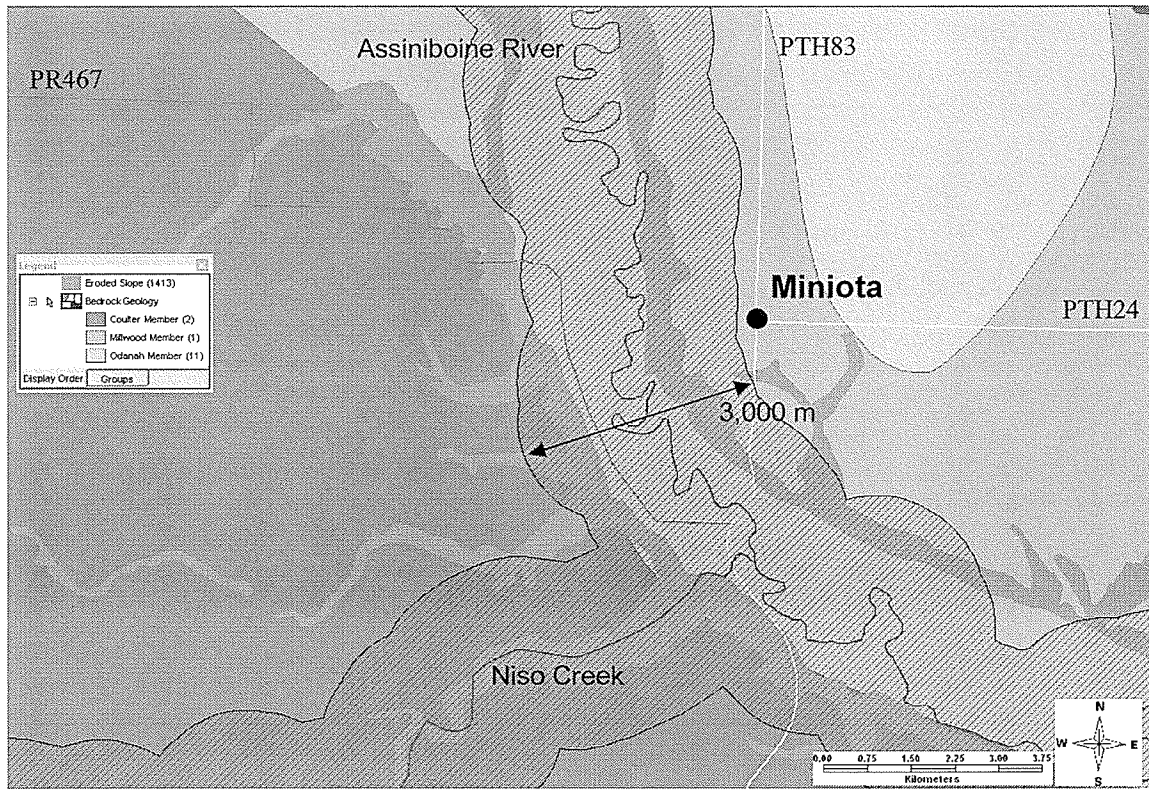 Assiniboine River
PTH83
PR467
Legend
Eroded Slope (1413)
Bedrock Geology
Coulter Member (2)
Millwood Member (1)
Odanah Member (11)
Display Order
Groups
Miniota
PTH24
3,000 m
Niso Creek
N
W
E
S
0.00 0.75 1.50 2.25 3.00 3.75
Kilometers